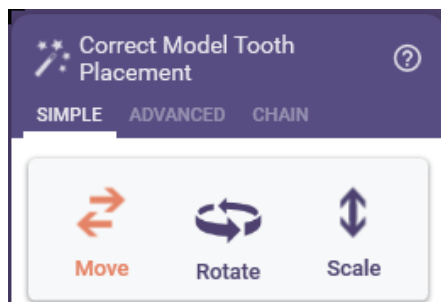 Correct Model Tooth
Placement
SIMPLE ADVANCED CHAIN
Move Rotate Scale